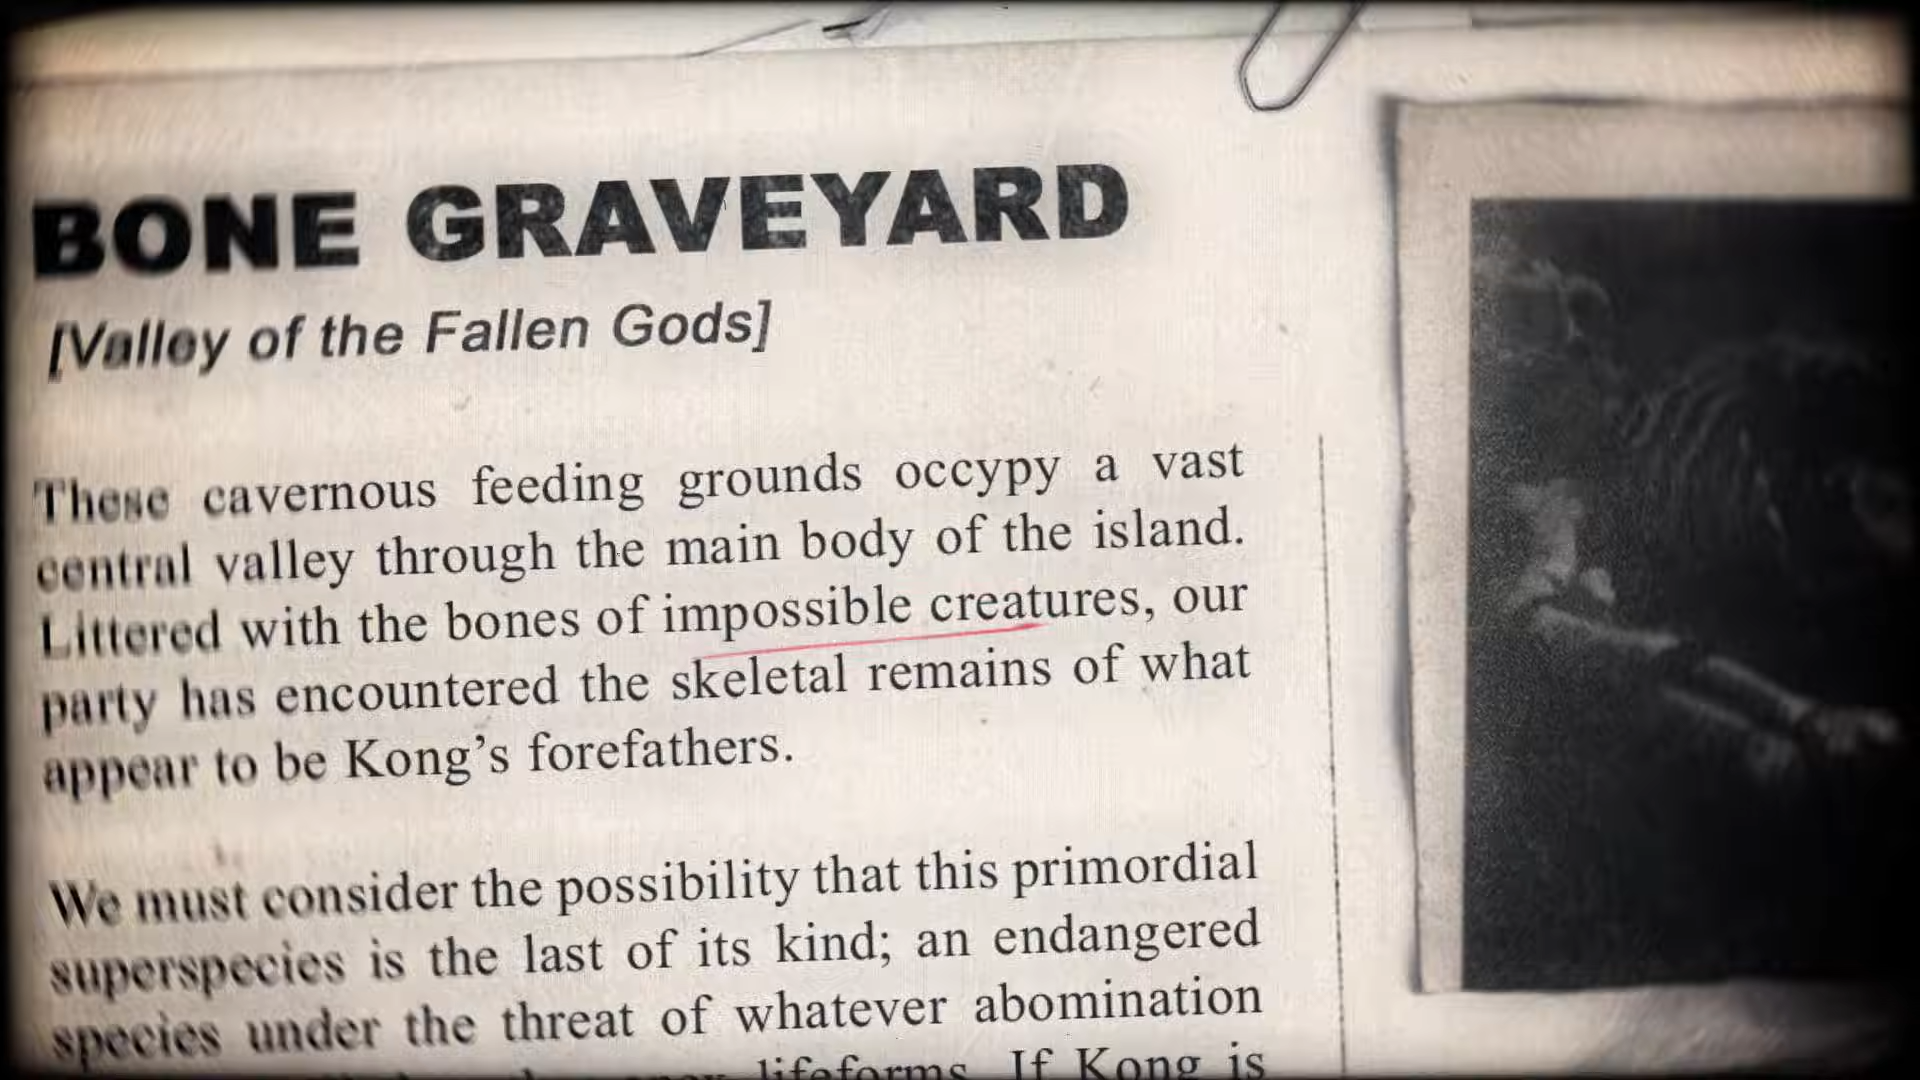 BONE GRAVEYARD
[Valley of the Fallen Gods]
These cavernous feeding grounds occypy a vast
central valley through the main body of the island.
Littered with the bones of impossible creatures, our
party has encountered the skeletal remains of what
appear to be Kong’s forefathers.
We must consider the possibility that this primordial
superspecies is the last of its kind; an endangered
species under the threat of whatever abomination
lifeforms. If Kong is